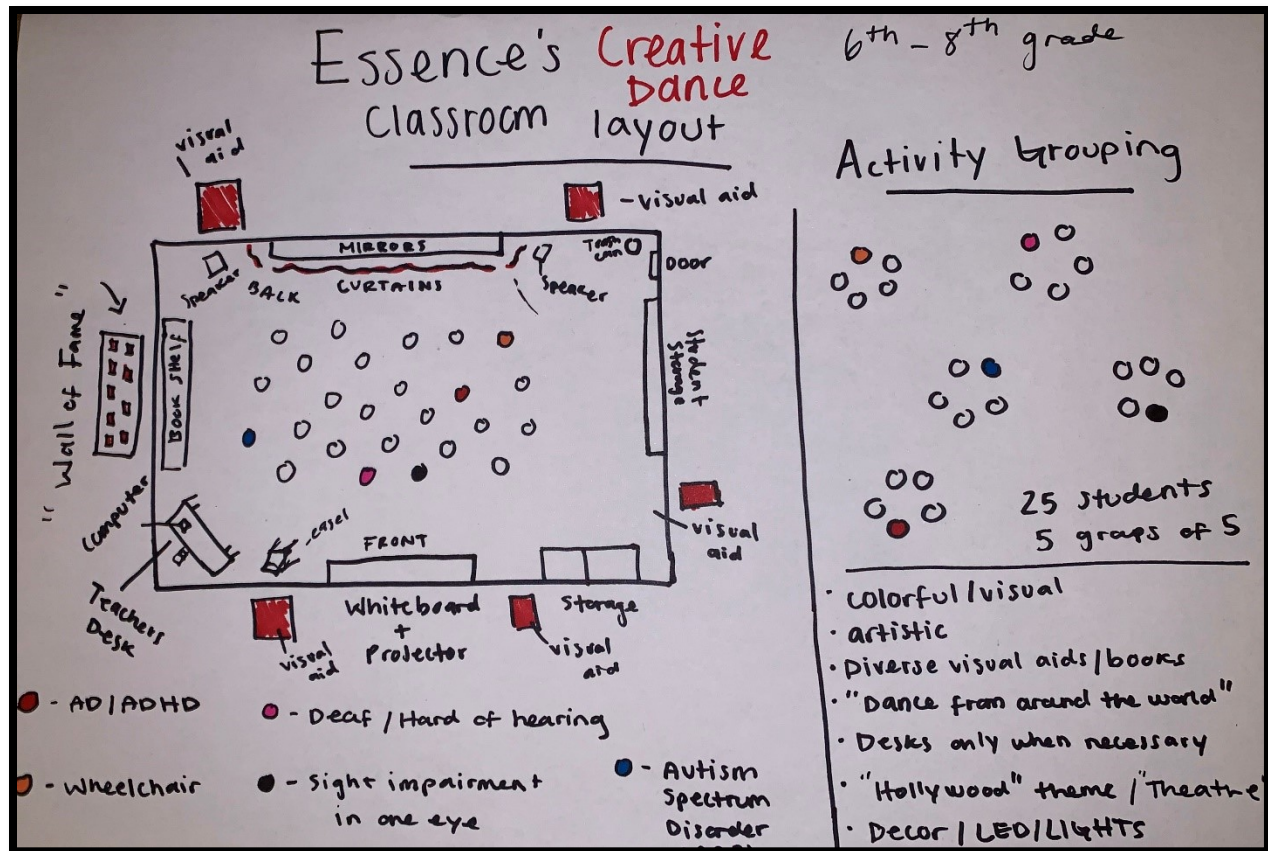 Essence's Creative Dance
Classroom layout
6th - 8th grade
visual aid
- visual aid
MIRRORS
CURTAINS
BACK
Speaker
Speaker
Trash can
DOOR
Student Storage
"Wall of Fame"
BOOK SHELF
Computer
Teachers Desk
easel
FRONT
Whiteboard + Projector
Storage
visual aid
visual aid
visual aid
- AD/ADHD
- Deaf / Hard of hearing
- Wheelchair
- Sight impairment
in one eye
- Autism
Spectrum
Disorder
Activity Grouping
25 students
5 groups of 5
· colorful/visual
· artistic
· Diverse visual aids/books
· "Dance from around the world"
· Desks only when necessary
· "Hollywood" theme / "Theatre"
· Decor / LED/LIGHTS